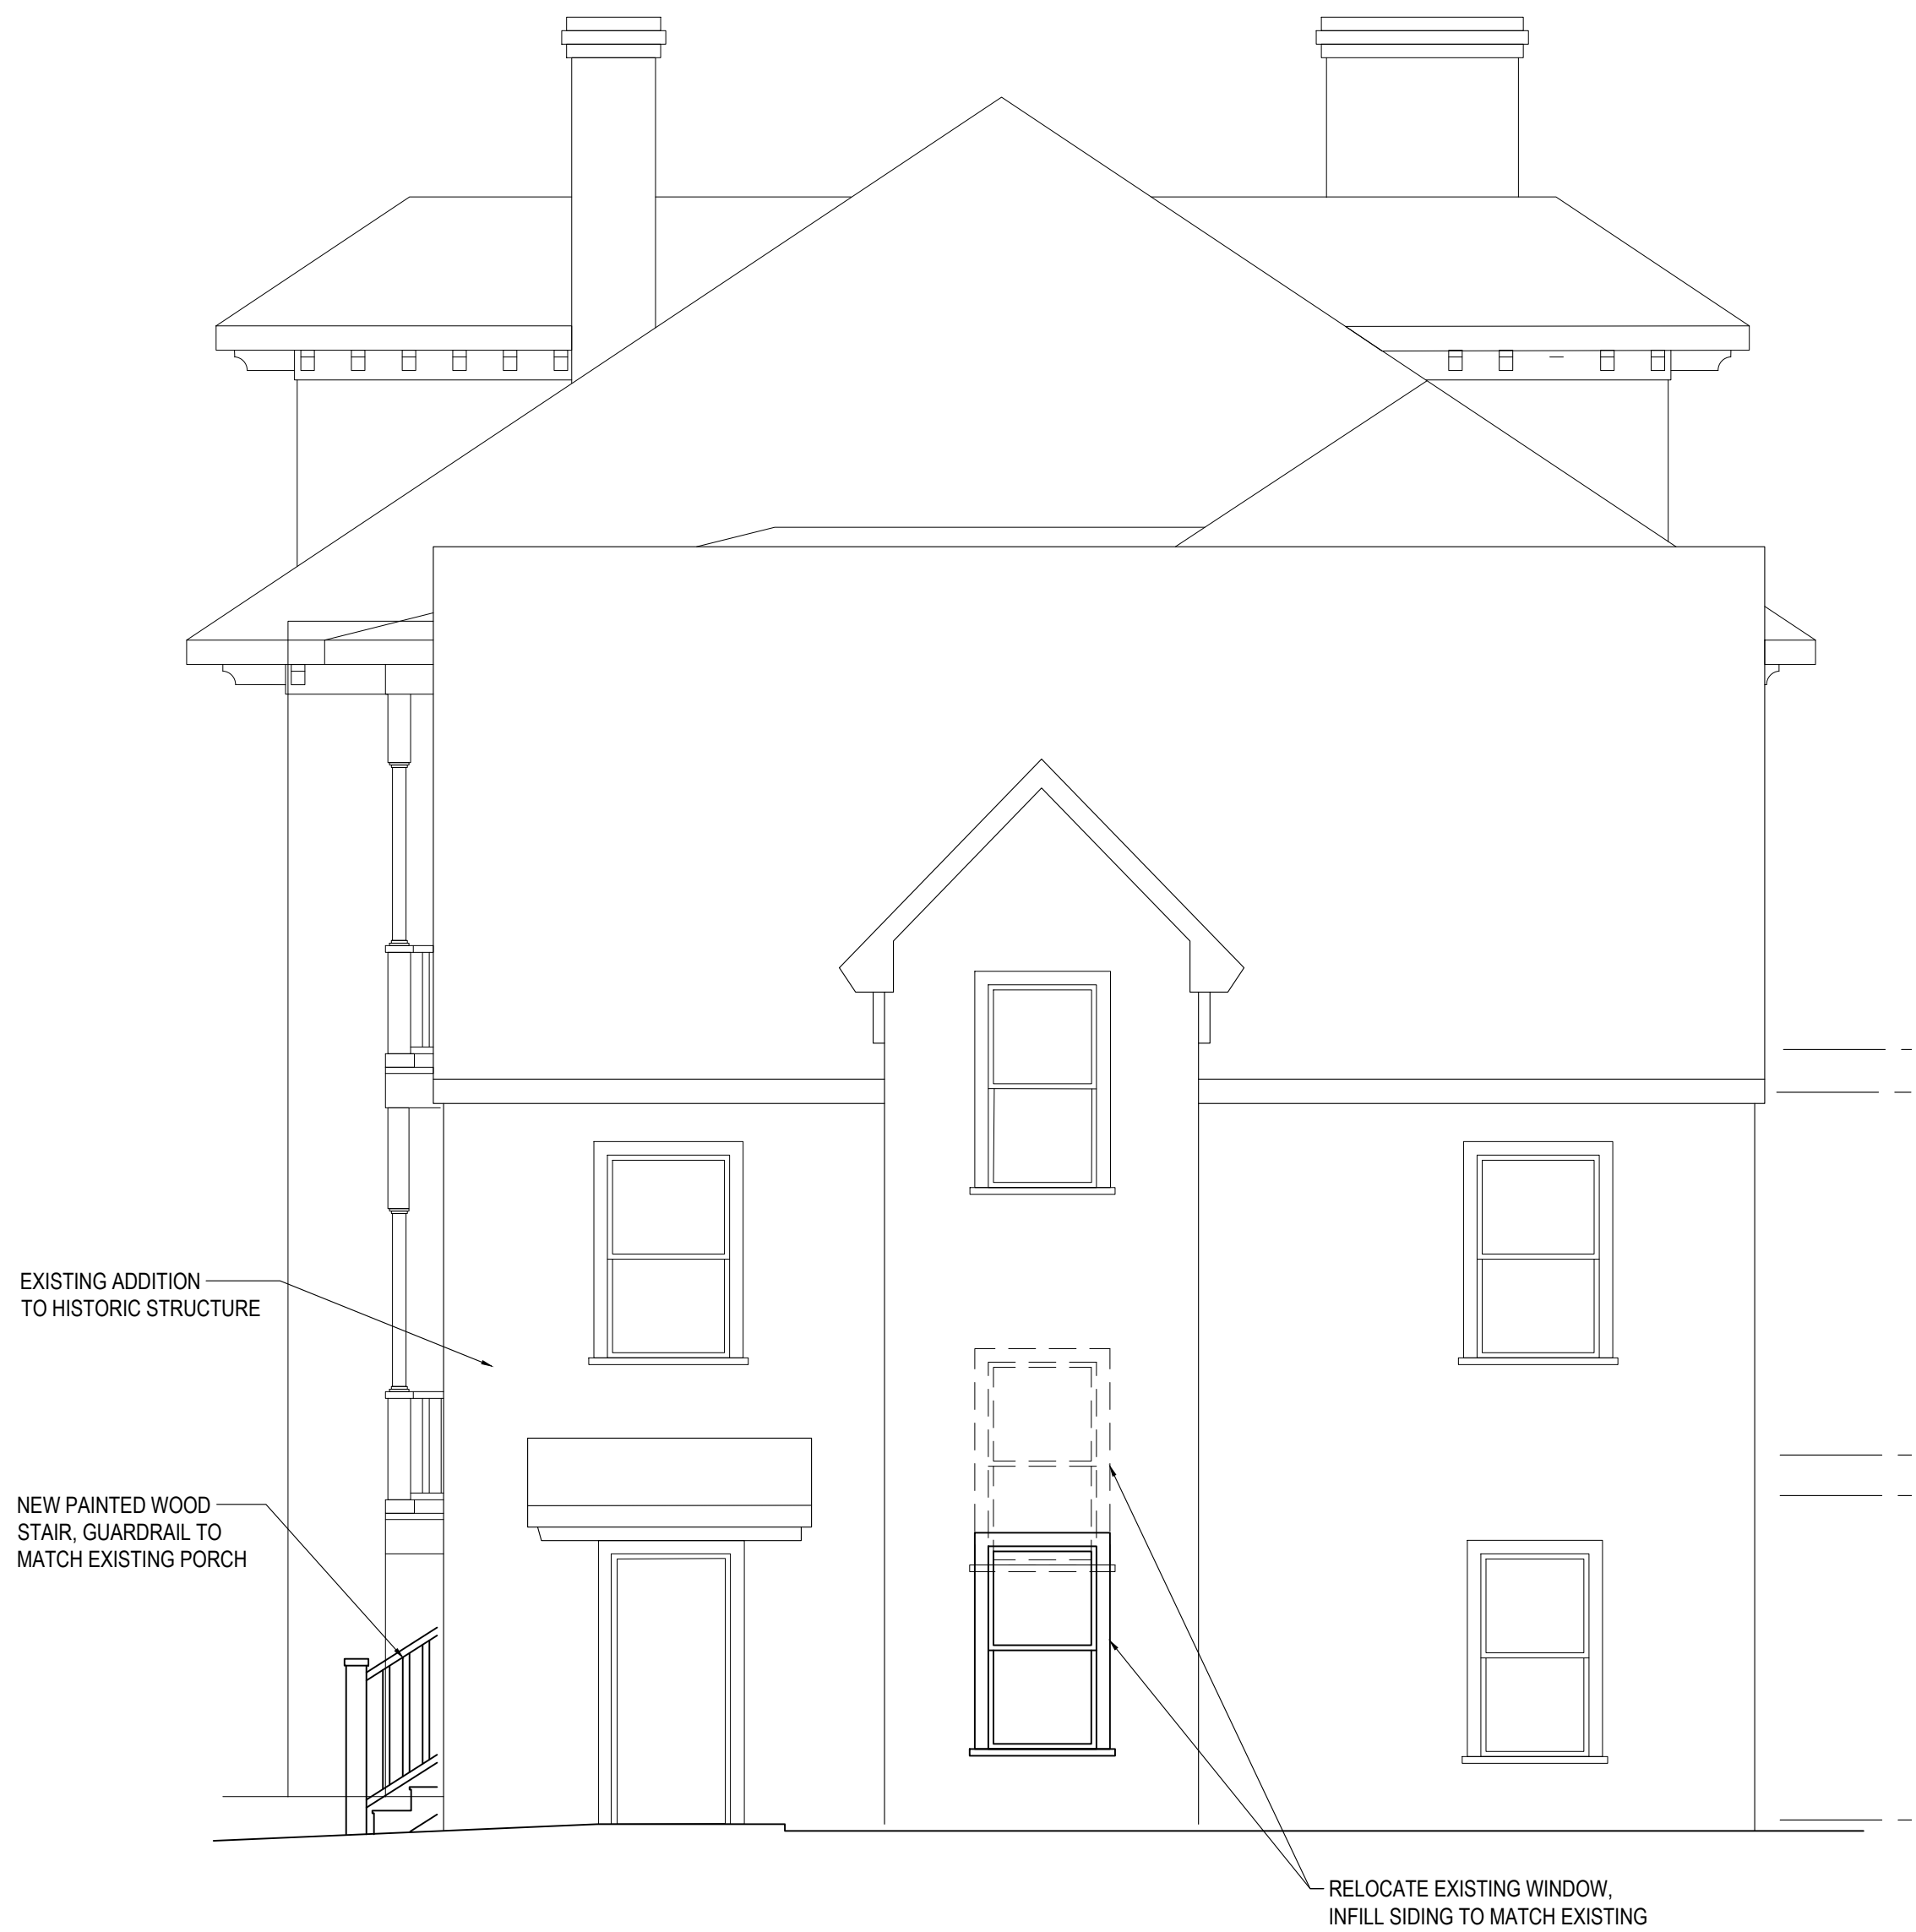 EXISTING ADDITION
TO HISTORIC STRUCTURE
NEW PAINTED WOOD
STAIR, GUARDRAIL TO
MATCH EXISTING PORCH
RELOCATE EXISTING WINDOW,
INFILL SIDING TO MATCH EXISTING